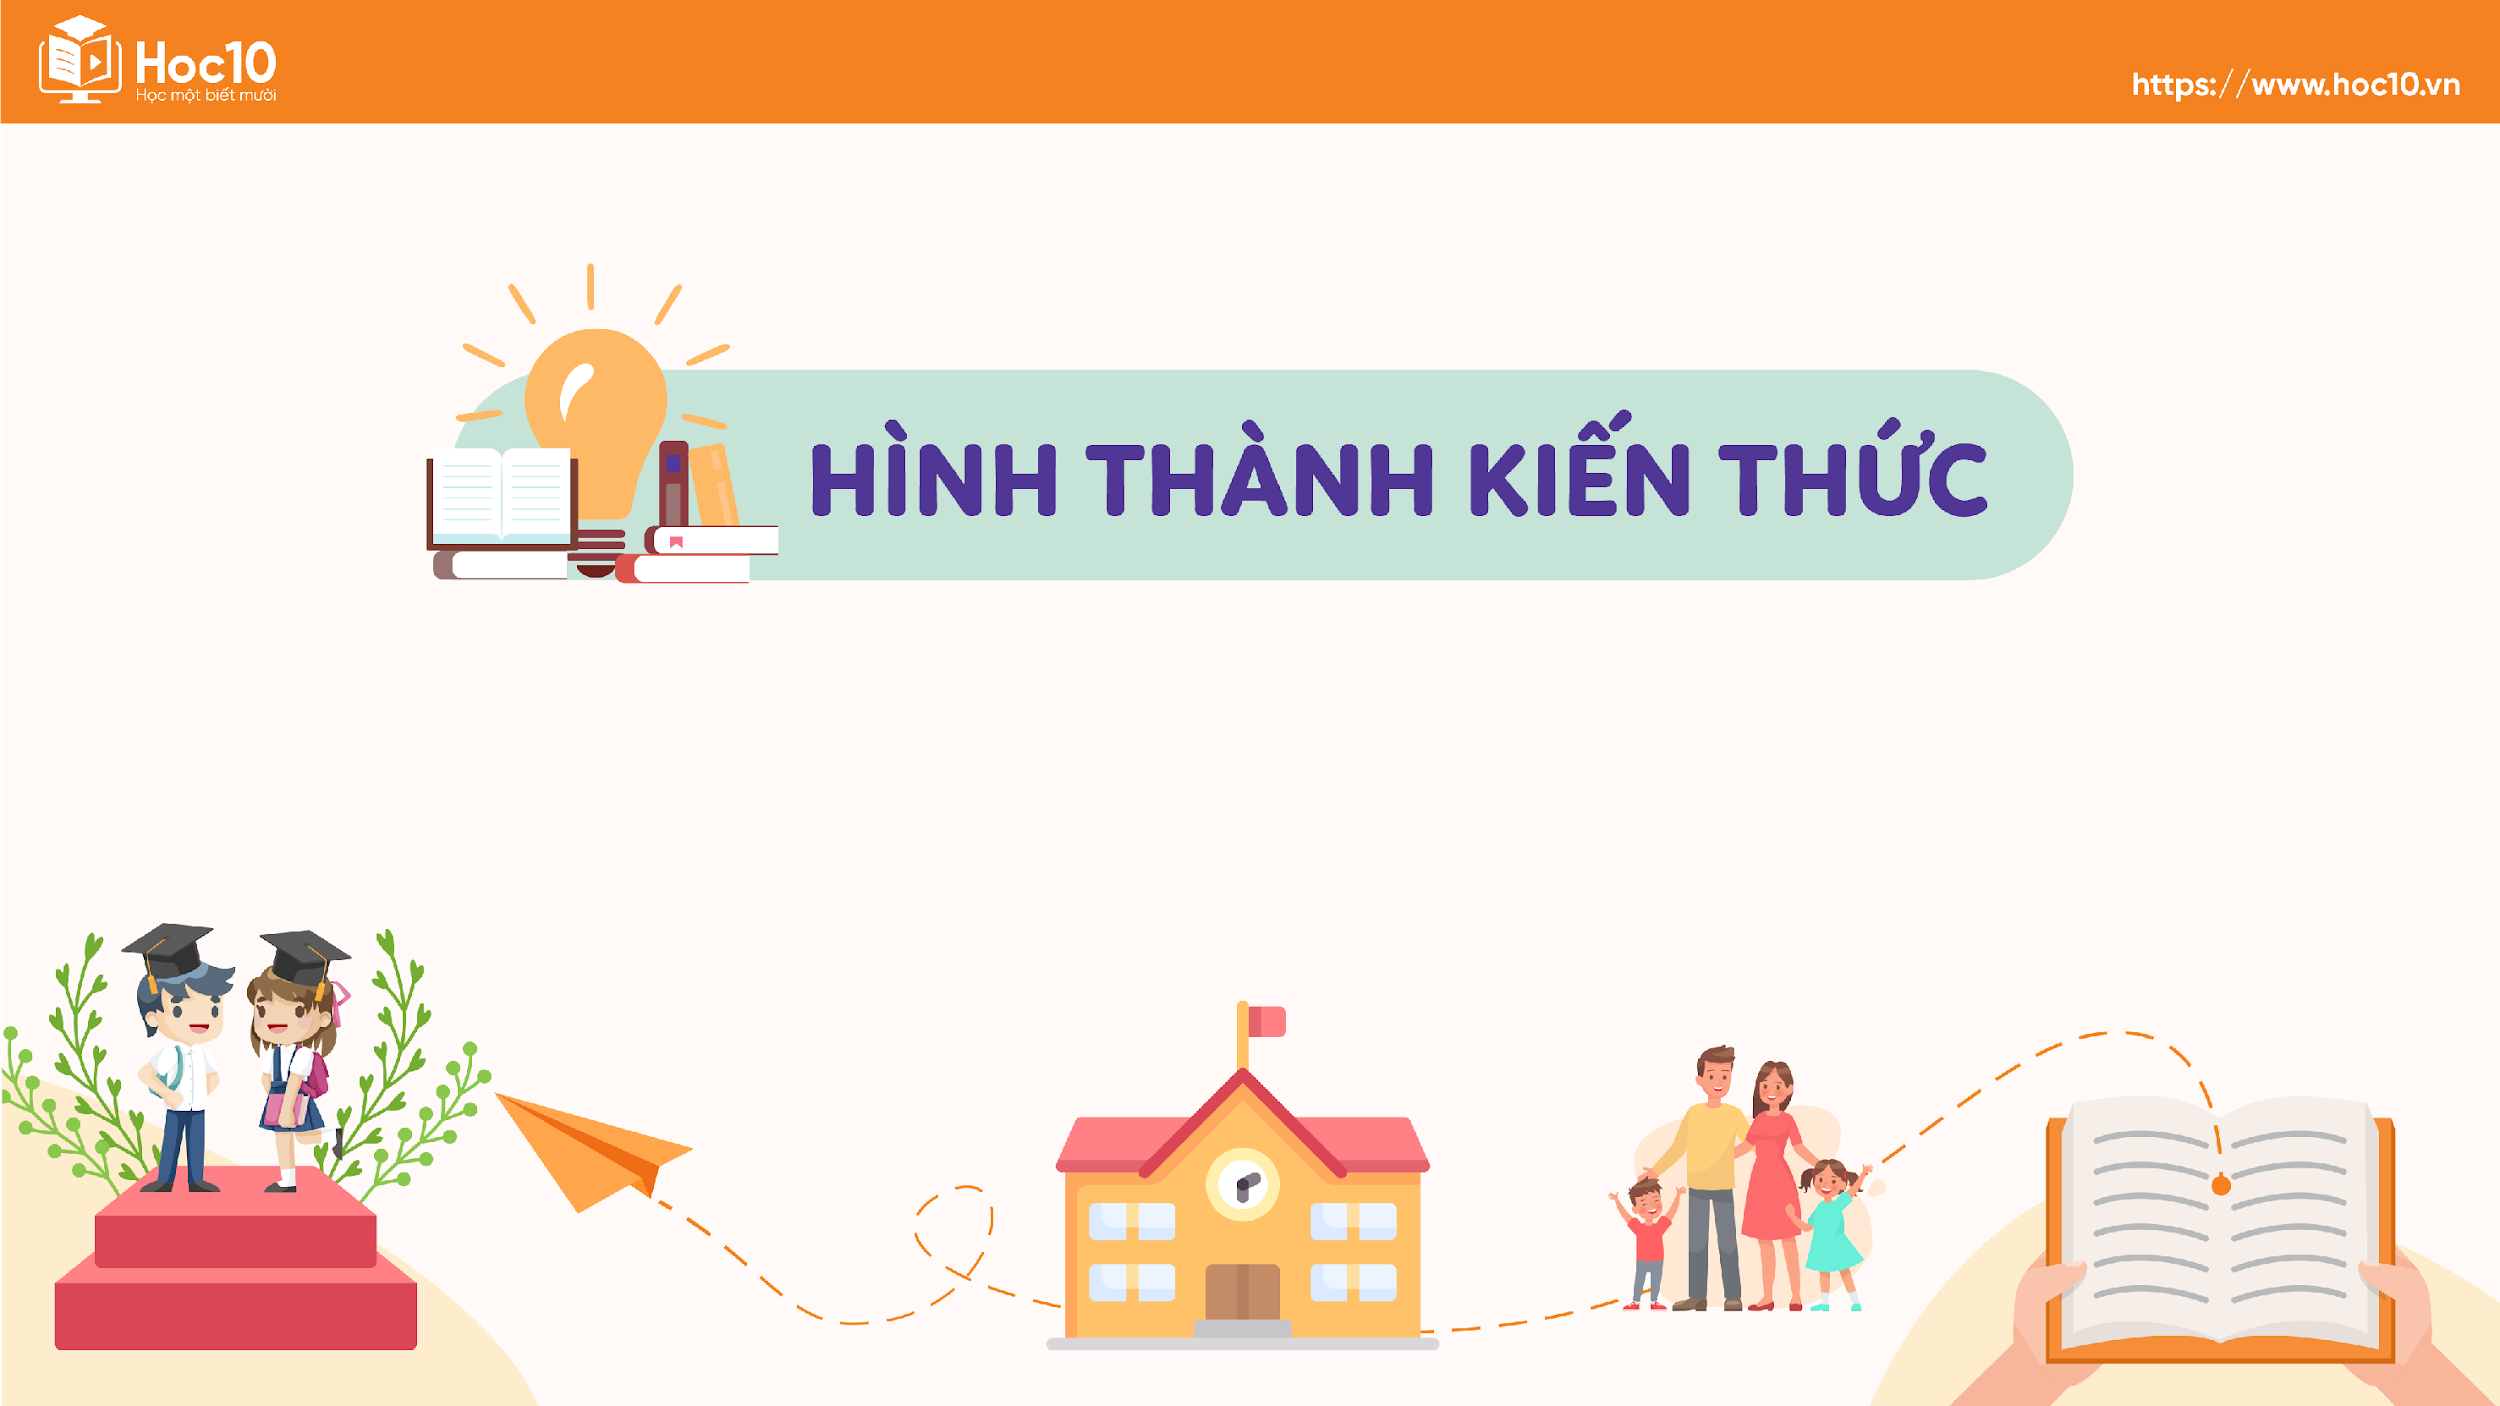 Hoc10
Học một biết mười
https://www.hoc10.vn
HÌNH THÀNH KIẾN THỨC